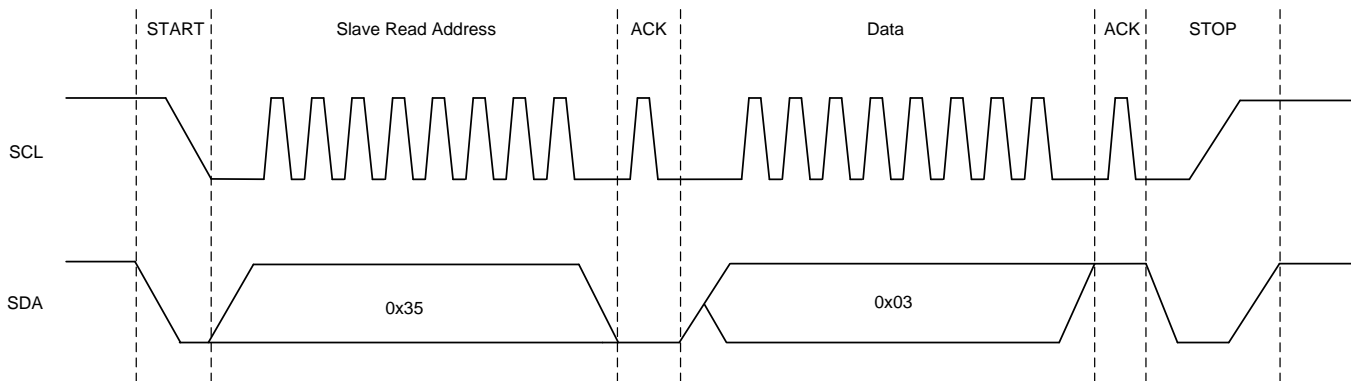 START Slave Read Address ACK Data ACK STOP
SCL
SDA 0x35 0x03